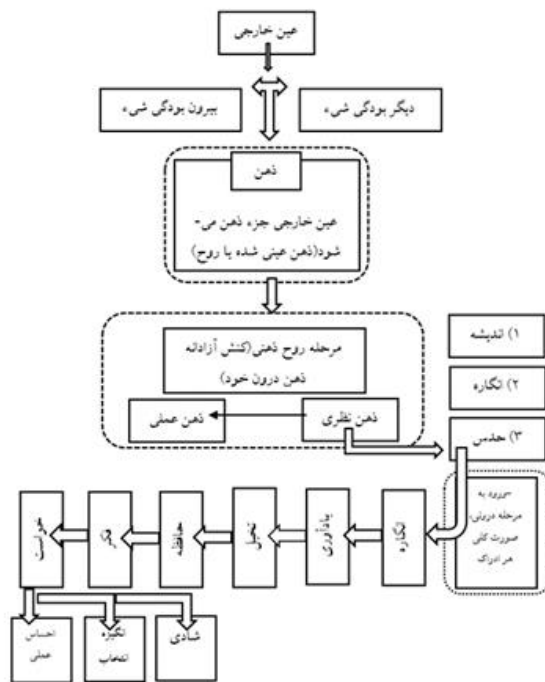 عین خارجی
دیگر بودگی شیء
بیرون بودگی شیء
ذهن
عین خارجی جزء ذهن می-
شود(ذهن عینی شده یا روح)
مرحله روح ذهنی(کنش آزادانه
ذهن درون خود)
ذهن نظری
ذهن عملی
۱) اندیشه
۲) انگاره
۳) حدس
ورود به
مرحله درونی،
صورت کلی
هر ادراک
انگاره
یادآوری
تخیل
حافظه
فکر
خواست
شادی
انگیزه
انتخاب
احساس
عملی